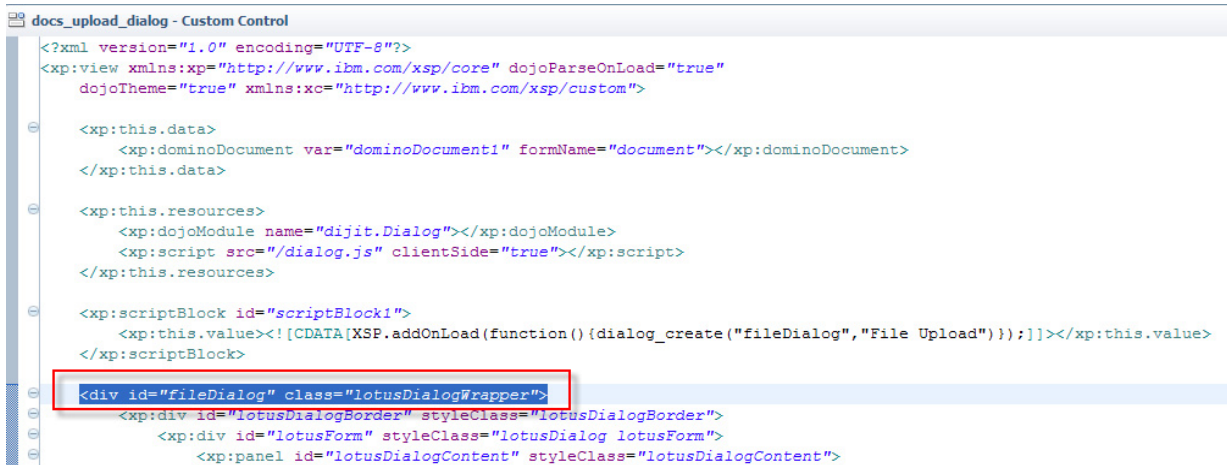 docs_upload_dialog - Custom Control
<?xml version="1.0" encoding="UTF-8"?>
<xp:view xmlns:xp="http://www.ibm.com/xsp/core" dojoParseOnLoad="true"
dojoTheme="true" xmlns:xc="http://www.ibm.com/xsp/custom">
<xp:this.data>
<xp:dominoDocument var="dominoDocument1" formName="document"></xp:dominoDocument>
</xp:this.data>
<xp:this.resources>
<xp:dojoModule name="dijit.Dialog"></xp:dojoModule>
<xp:script src="/dialog.js" clientSide="true"></xp:script>
</xp:this.resources>
<xp:scriptBlock id="scriptBlock1">
<xp:this.value><![CDATA[XSP.addOnLoad(function(){dialog_create("fileDialog","File Upload")});]]></xp:this.value>
</xp:scriptBlock>
<div id="fileDialog" class="lotusDialogWrapper">
<xp:div id="lotusDialogBorder" styleClass="lotusDialogBorder">
<xp:div id="lotusForm" styleClass="lotusDialog lotusForm">
<xp:panel id="lotusDialogContent" styleClass="lotusDialogContent">